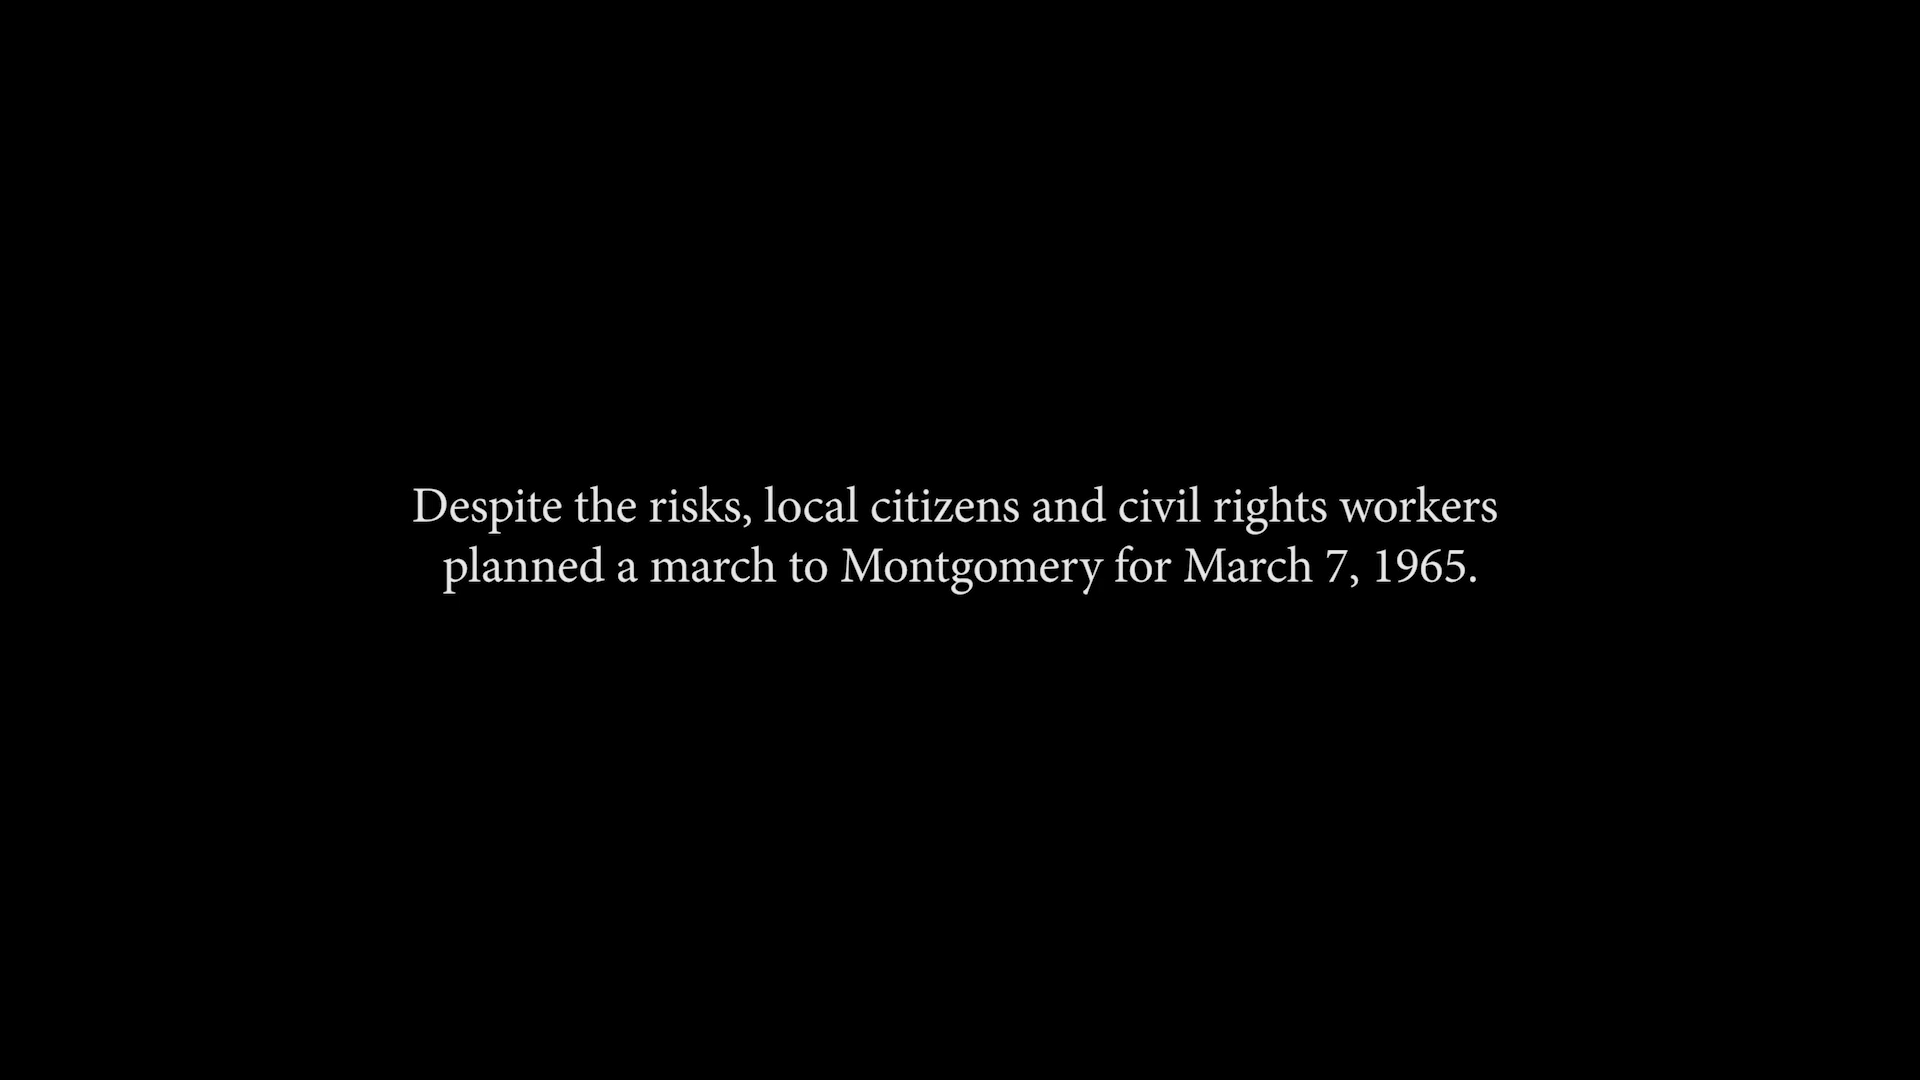 Despite the risks, local citizens and civil rights workers
planned a march to Montgomery for March 7, 1965.